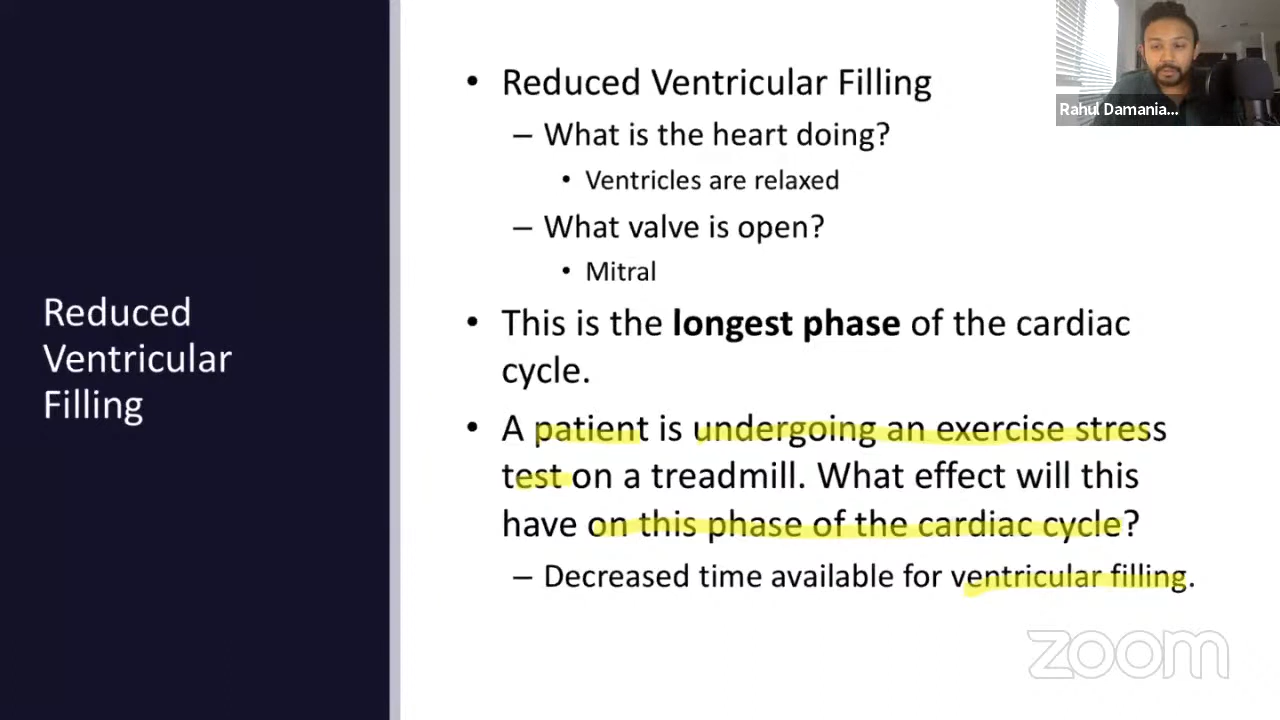 Reduced
Ventricular
Filling
• Reduced Ventricular Filling
– What is the heart doing?
• Ventricles are relaxed
– What valve is open?
• Mitral
• This is the longest phase of the cardiac
cycle.
• A patient is undergoing an exercise stress
test on a treadmill. What effect will this
have on this phase of the cardiac cycle?
– Decreased time available for ventricular filling.
Rahul Damania...
zoom